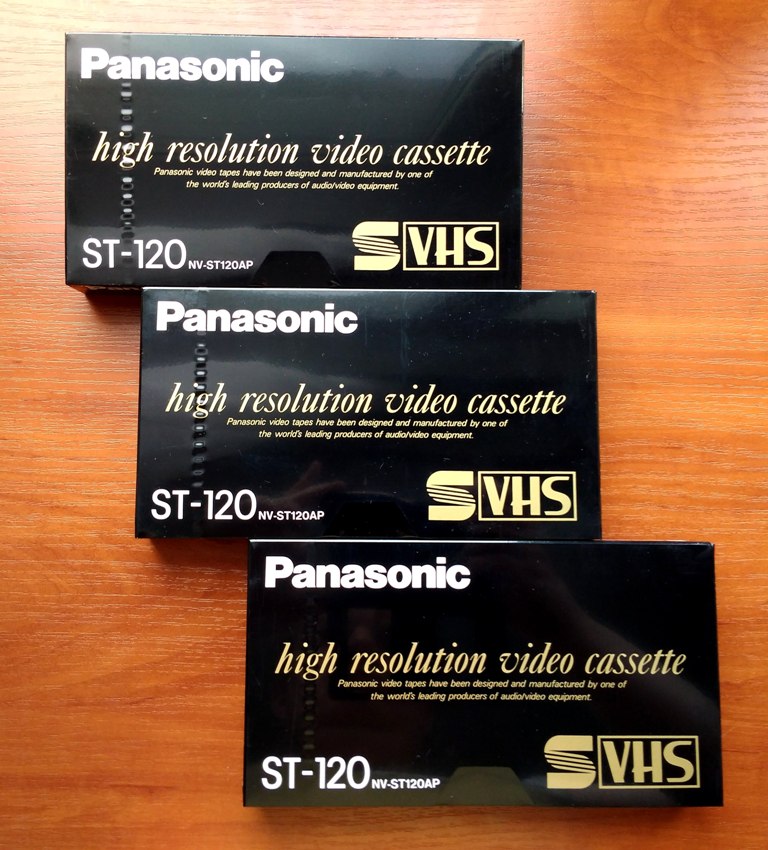 Panasonic
high resolution video cassette
Panasonic video tapes have been designed and manufactured by one of
the world's leading producers of audio/video equipment.
ST-120 NV-ST120AP S VHS
Panasonic
high resolution video cassette
Panasonic video tapes have been designed and manufactured by one of
the world's leading producers of audio/video equipment.
ST-120 NV-ST120AP S VHS
Panasonic
high resolution video cassette
Panasonic video tapes have been designed and manufactured by one of
the world's leading producers of audio/video equipment.
ST-120 NV-ST120AP S VHS